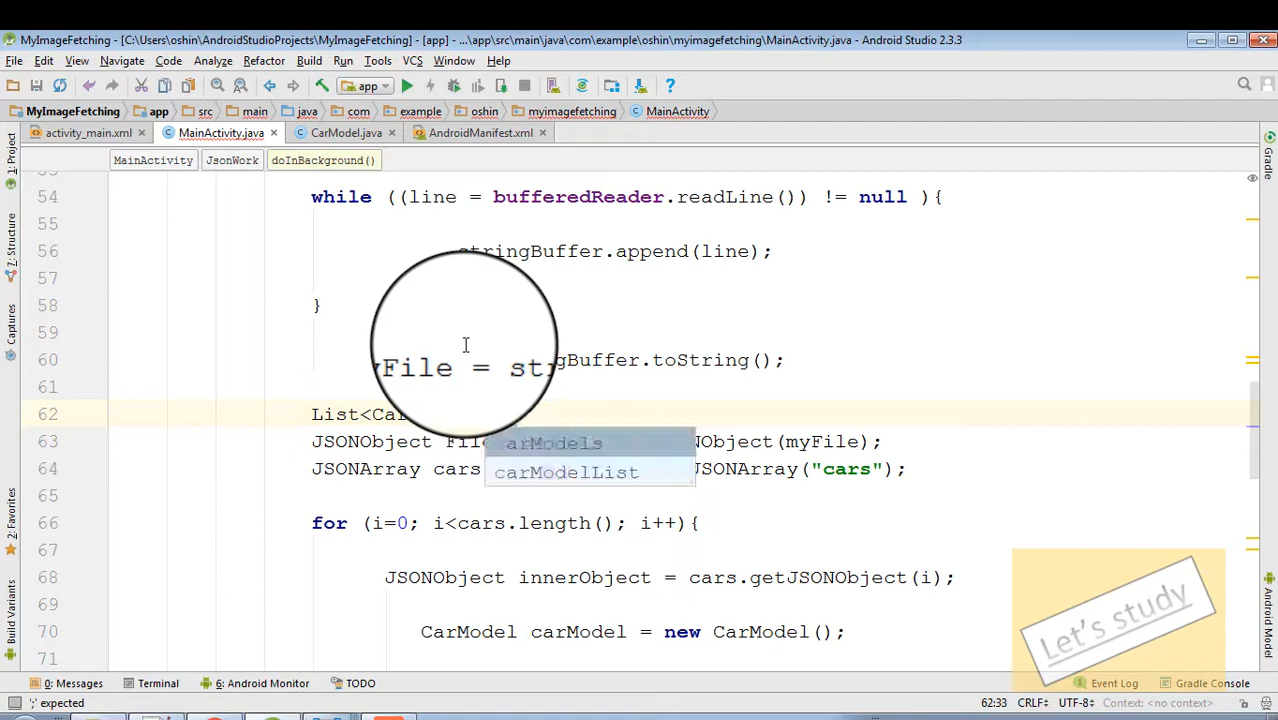 MyImageFetching - [C:\Users\oshin\AndroidStudioProjects\MyImageFetching] - [app] - ...\app\src\main\java\com\example\oshin\myimagefetching\MainActivity.java - Android Studio 2.3.3
File Edit View Navigate Code Analyze Refactor Build Run Tools VCS Window Help
app
MyImageFetching app src main java com example oshin myimagefetching MainActivity
activity_main.xml MainActivity.java CarModel.java AndroidManifest.xml
MainActivity JsonWork doInBackground()
54 while ((line = bufferedReader.readLine()) != null ){
55
56 stringBuffer.append(line);
57
58 }
59
60 yFile = str gBuffer.toString();
61
62 List<Car
63 JSONObject File NObject(myFile);
carModels
64 JSONArray cars JSONArray("cars");
carModelList
65
66 for (i=0; i<cars.length(); i++){
67
68 JSONObject innerObject = cars.getJSONObject(i);
69
70 CarModel carModel = new CarModel();
71
1: Project
7: Structure
Captures
2: Favorites
Build Variants
Gradle
Android Model
Let's study
0: Messages Terminal 6: Android Monitor TODO Event Log Gradle Console
';' expected 62:33 CRLF÷ UTF-8÷ Context: <no context>